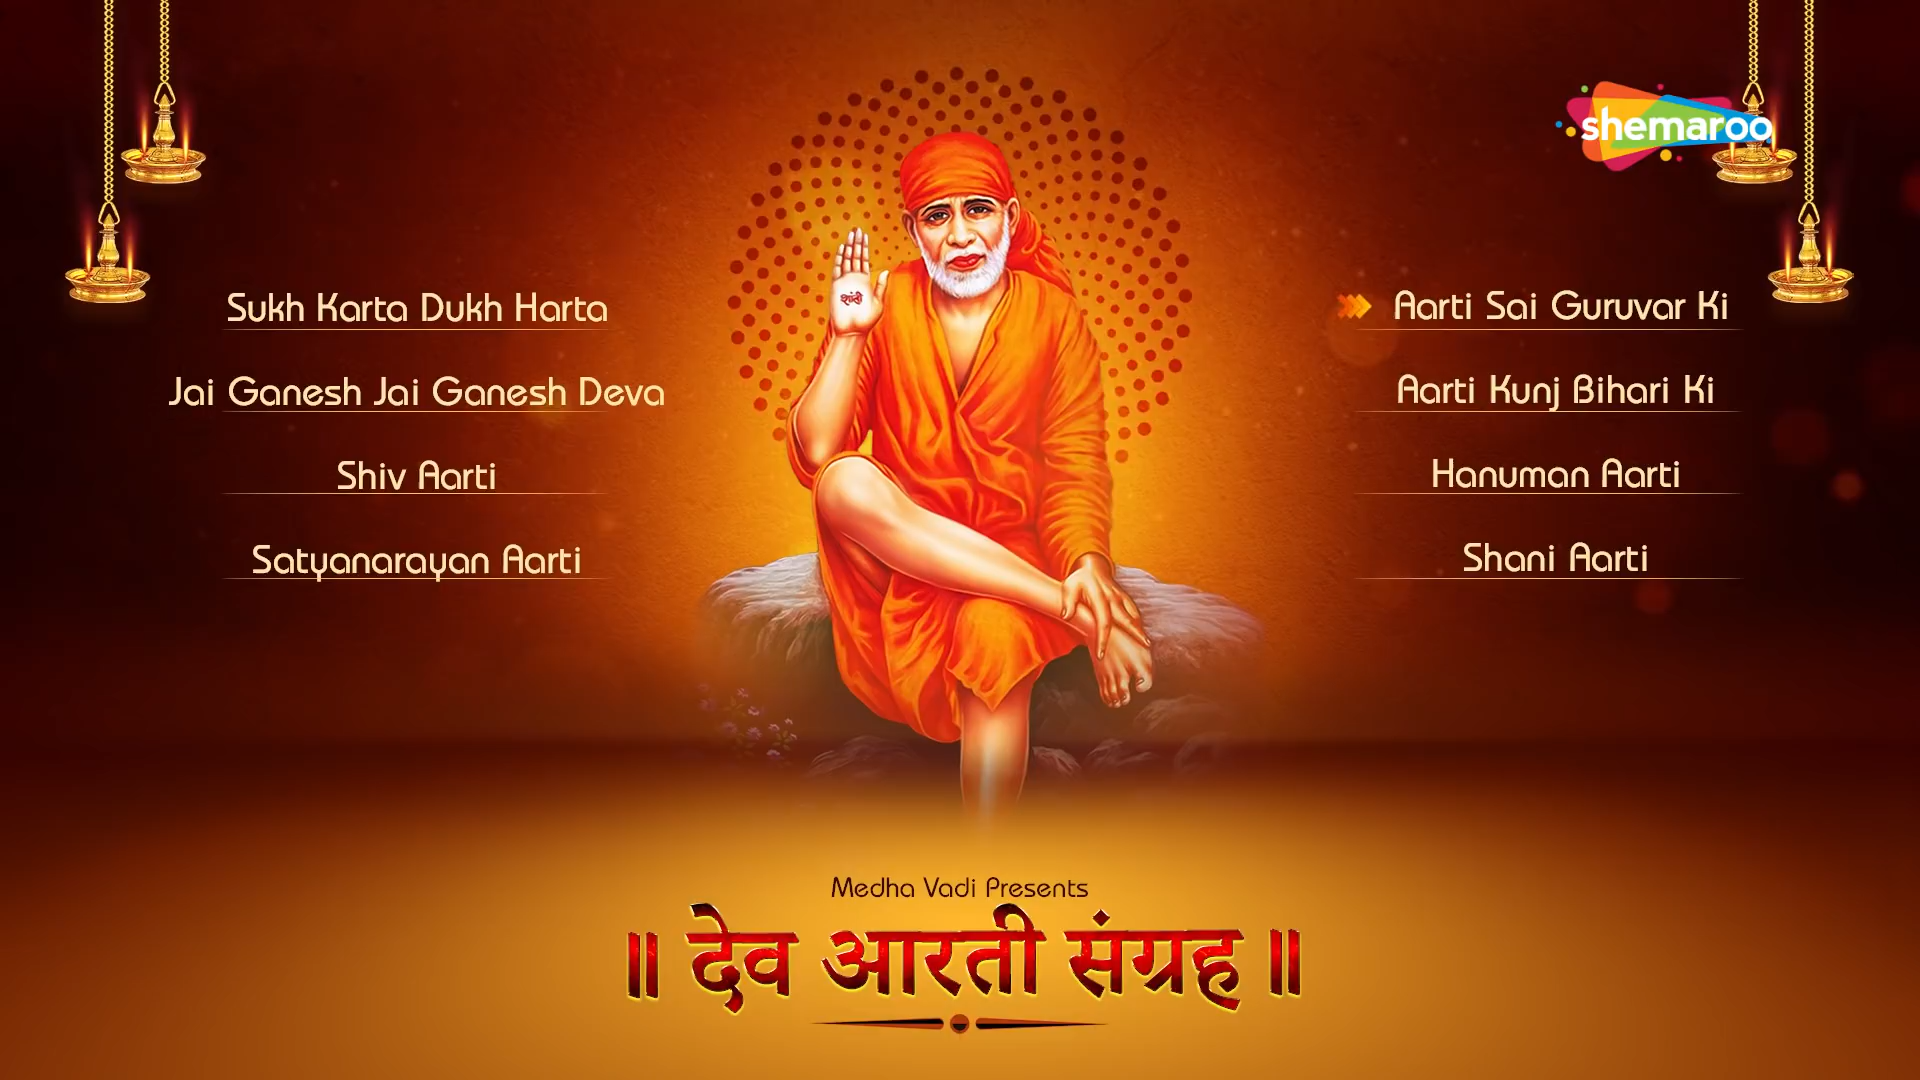 shemaroo
Sukh Karta Dukh Harta
Jai Ganesh Jai Ganesh Deva
Shiv Aarti
Satyanarayan Aarti
Aarti Sai Guruvar Ki
Aarti Kunj Bihari Ki
Hanuman Aarti
Shani Aarti
शांती
Medha Vadi Presents
॥ देव आरती संग्रह ॥